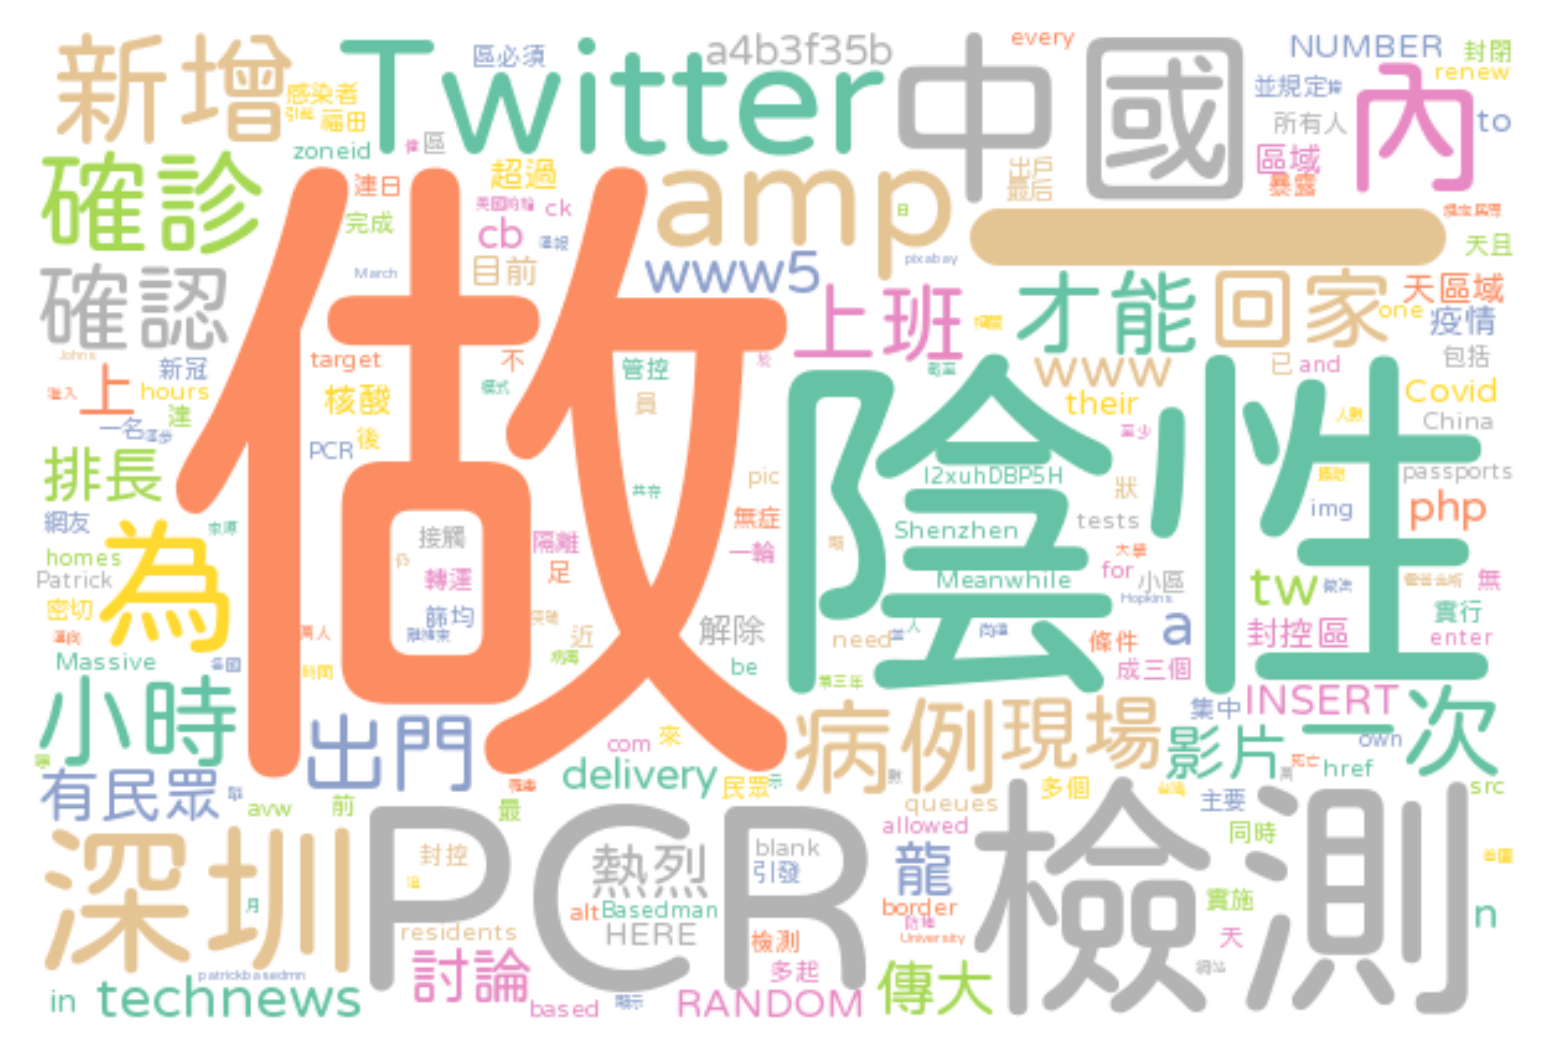 新增 Twitter 中國 內
區必須 a4b3f35b every NUMBER 封閉
感染者 renew
福田 並規定 to
zoneid 區 所有人
確診 超過 amp 出戶 區域
連日 最后 暴露
完成 ck
cb 天且
確認 March 目前 www5 pixabay
上班 才能 回家 天區域
one 疫情
target 不 管控 www 已 and 包括
新冠
上 hours 核酸 員 their Covid
達 一名 後 China
PCR
排長 pic I2xuhDBP5H 狀 passports
網友 接觸 無症 Shenzhen tests img php
為 做 隔離 一輪 陰性
homes 足 Meanwhile for 小區 tw 無
Patrick 轉運
密切 篩均 解除 a 實行
近 need 條件 封控區 enter
Massive be 成三個
小時 出門 病例 現場 集中 INSERT 一次
com 來 影片 own
有民眾 delivery 民眾 href
avw 前 最 queues 多個 主要 src
深圳 PCR allowed 同時 檢測
封控 熱烈 blank
引發 龍
月 alt Basedman border 實施 n
residents HERE 檢測 University 天
patrickbasedmn 討論 多起
in technews based RANDOM 傳大